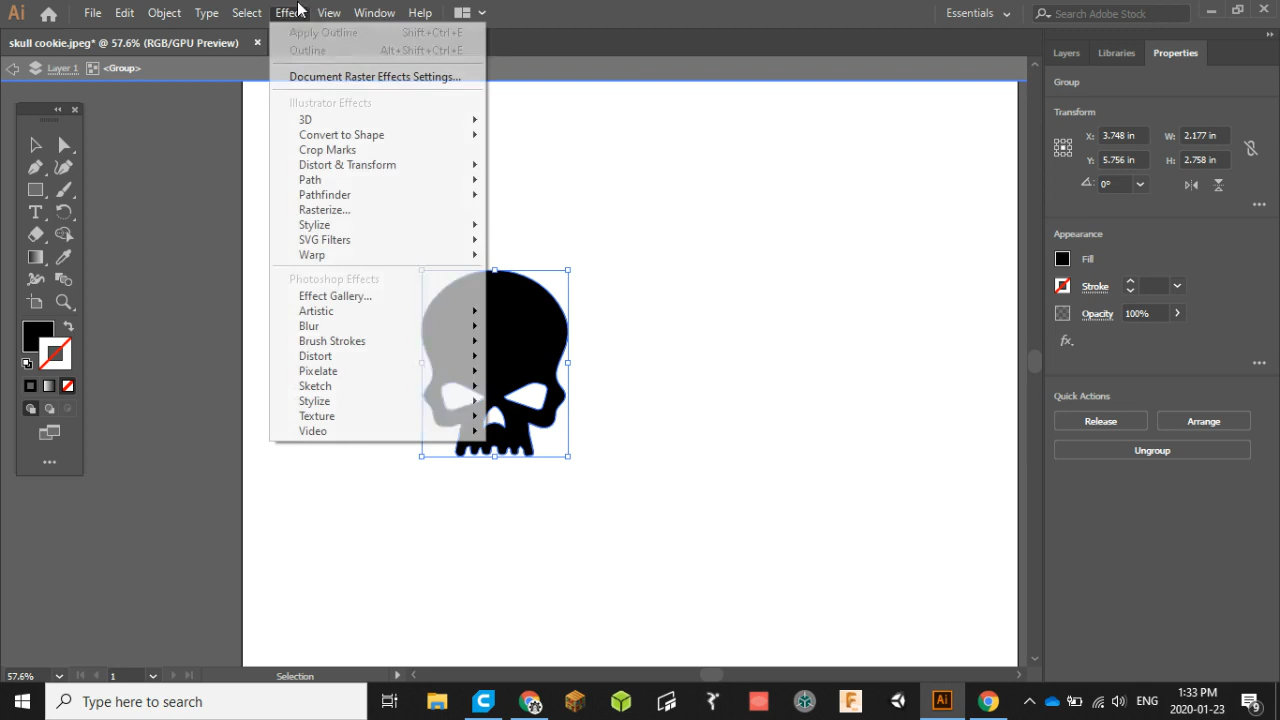 Ai File Edit Object Type Select Effect View Window Help Essentials Search Adobe Stock
skull cookie.jpeg* @ 57.6% (RGB/GPU Preview) ×
Layer 1 <Group>
Apply Outline Shift+Ctrl+E
Outline Alt+Shift+Ctrl+E
Document Raster Effects Settings...
Illustrator Effects
3D
Convert to Shape
Crop Marks
Distort & Transform
Path
Pathfinder
Rasterize...
Stylize
SVG Filters
Warp
Photoshop Effects
Effect Gallery...
Artistic
Blur
Brush Strokes
Distort
Pixelate
Sketch
Stylize
Texture
Video
Layers Libraries Properties
Group
Transform
X: 3.748 in W: 2.177 in
Y: 5.756 in H: 2.758 in
0°
Appearance
Fill
Stroke
Opacity 100%
fx.
Quick Actions
Release Arrange
Ungroup
57.6% 1 Selection
Type here to search
Ai
ENG
1:33 PM
2020-01-23
9